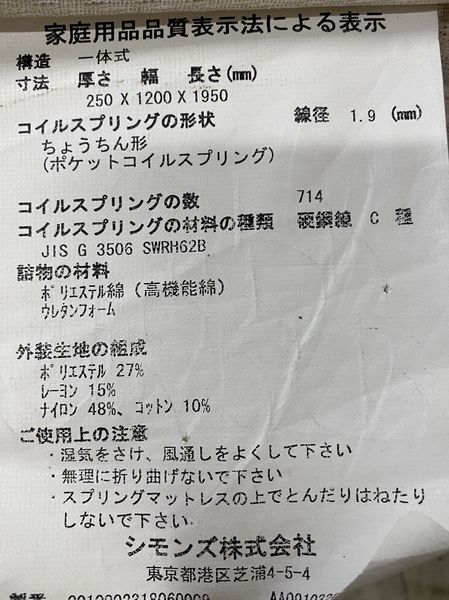 家庭用品品質表示法による表示
構造 一体式
寸法 厚さ 幅 長さ(mm)
250 X 1200 X 1950
コイルスプリングの形状 線径 1.9 (mm)
ちょうちん形
(ポケットコイルスプリング)
コイルスプリングの数 714
コイルスプリングの材料の種類 硬鋼線 C 種
JIS G 3506 SWRH62B
詰物の材料
ポリエステル綿 (高機能綿)
ウレタンフォーム
外装生地の組成
ポリエステル 27%
レーヨン 15%
ナイロン 48%、コットン 10%
ご使用上の注意
・湿気をさけ、風通しをよくして下さい
・無理に折り曲げないで下さい
・スプリングマットレスの上でとんだりはねたり
しないで下さい.
シモンズ株式会社
東京都港区芝浦4-5-4